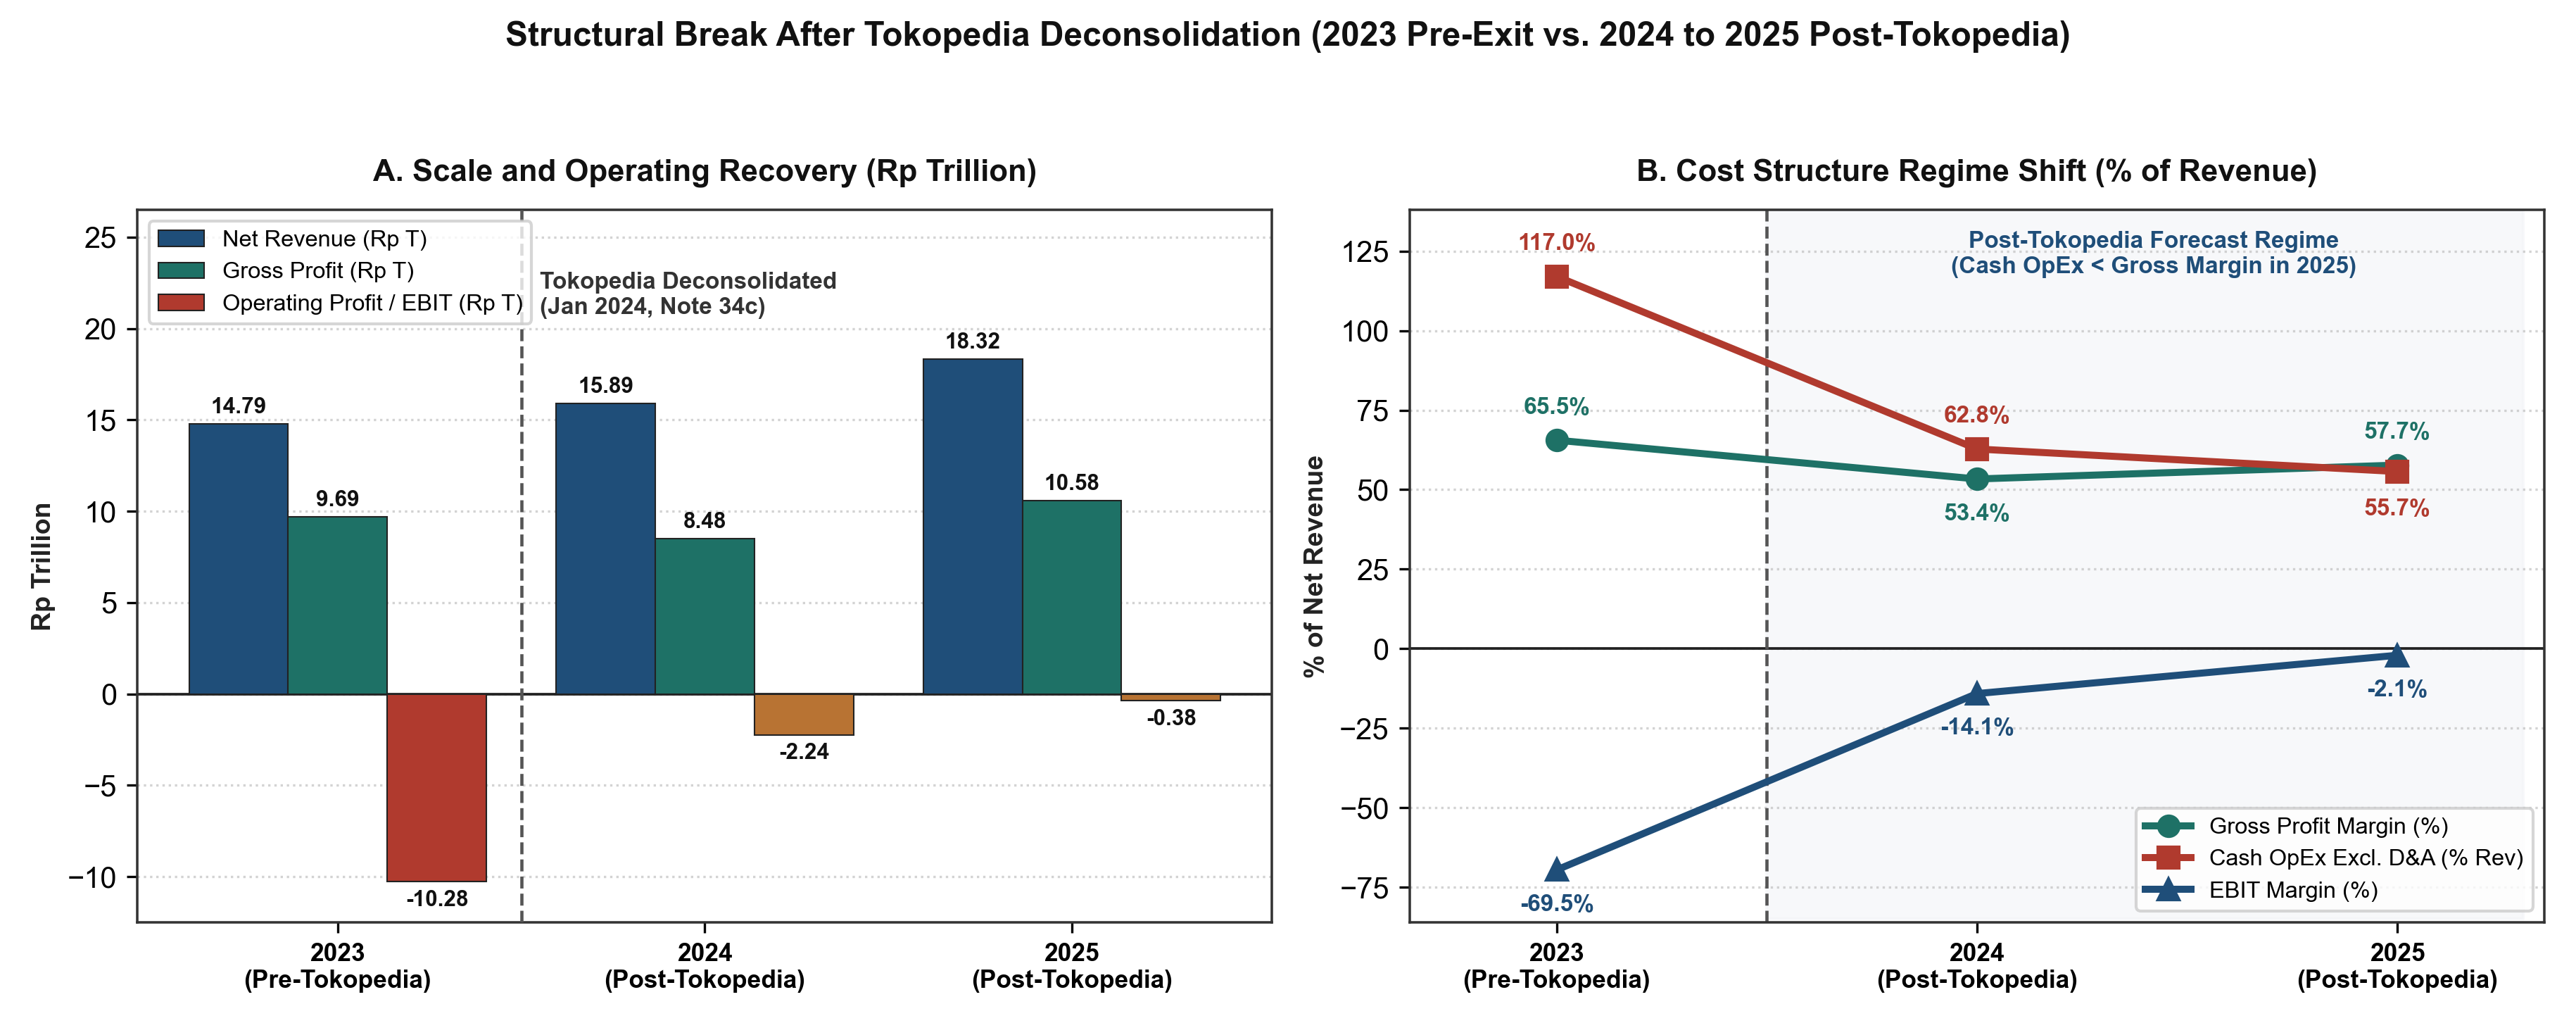 Structural Break After Tokopedia Deconsolidation (2023 Pre-Exit vs. 2024 to 2025 Post-Tokopedia)
A. Scale and Operating Recovery (Rp Trillion)
Net Revenue (Rp T)
Gross Profit (Rp T)
Operating Profit / EBIT (Rp T)
Tokopedia Deconsolidated
(Jan 2024, Note 34c)
Rp Trillion
25
20
15
10
5
0
−5
−10
14.79
9.69
-10.28
15.89
8.48
-2.24
18.32
10.58
-0.38
2023
(Pre-Tokopedia)
2024
(Post-Tokopedia)
2025
(Post-Tokopedia)
B. Cost Structure Regime Shift (% of Revenue)
Post-Tokopedia Forecast Regime
(Cash OpEx < Gross Margin in 2025)
% of Net Revenue
125
100
75
50
25
0
−25
−50
−75
117.0%
65.5%
-69.5%
62.8%
53.4%
-14.1%
57.7%
55.7%
-2.1%
Gross Profit Margin (%)
Cash OpEx Excl. D&A (% Rev)
EBIT Margin (%)
2023
(Pre-Tokopedia)
2024
(Post-Tokopedia)
2025
(Post-Tokopedia)